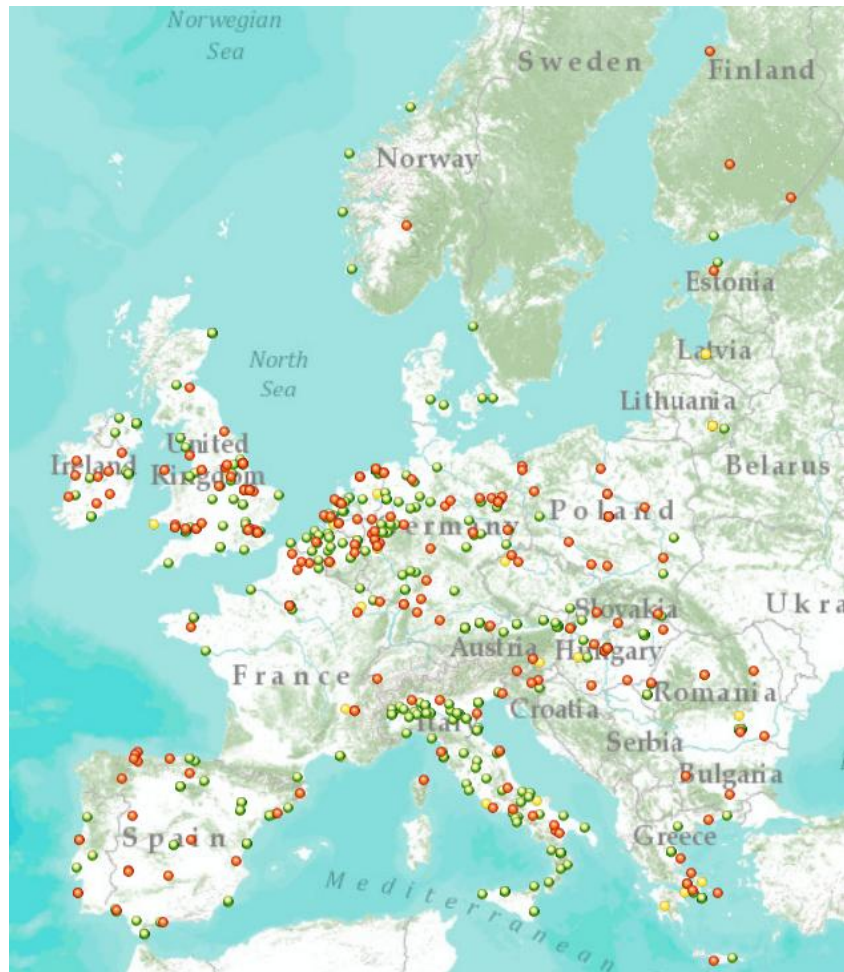 Norwegian
Sea
Sweden
Finland
Norway
Estonia
North
Sea
Latvia
Lithuania
United
Kingdom
Ireland
Belarus
Germany
Poland
Ukra
Slovakia
Austria
Hungary
France
Romania
Croatia
Italy
Serbia
Bulgaria
Spain
Greece
Mediterranean